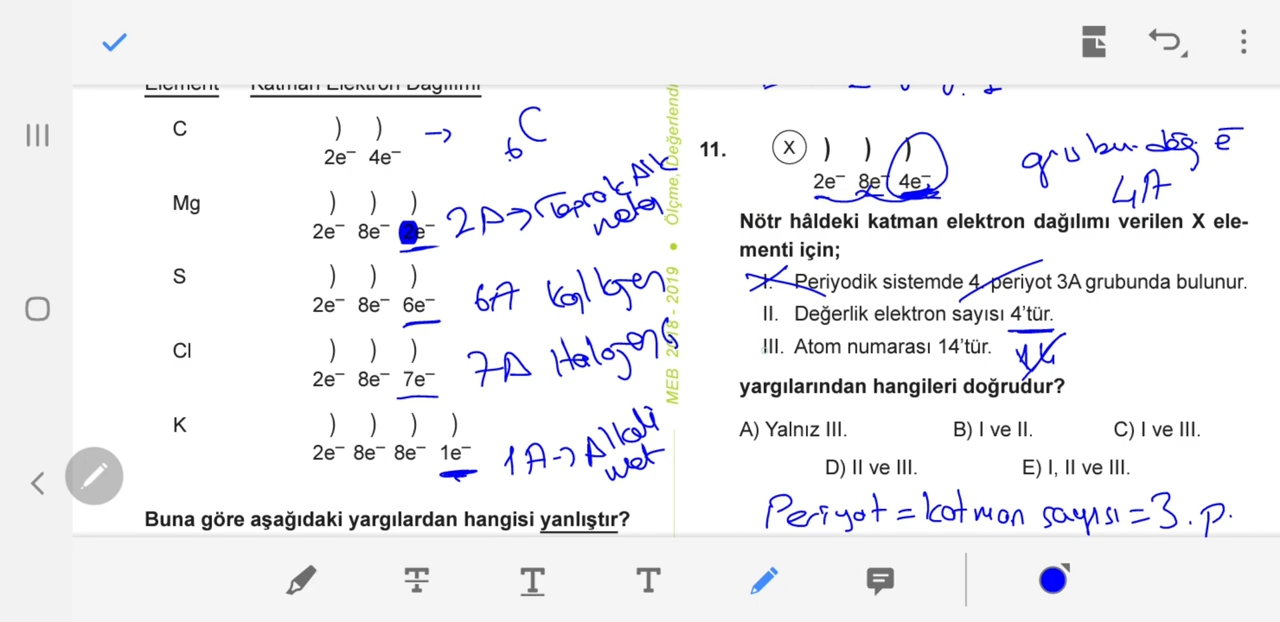 Element Katman Elektron Dağılımı
C
2e⁻ 4e⁻
→ ₆C
Mg
2e⁻ 8e⁻ 2e⁻
2A → Toprak Alk
metal
S
2e⁻ 8e⁻ 6e⁻
6A Kalkojen
Cl
2e⁻ 8e⁻ 7e⁻
7A Halojen
K
2e⁻ 8e⁻ 8e⁻ 1e⁻
1A → Alkali
met
Buna göre aşağıdaki yargılardan hangisi yanlıştır?
MEB 2018 - 2019 • Ölçme, Değerlendi
11.
X
2e⁻ 8e⁻ 4e⁻
grubu değ ē
4A
Nötr hâldeki katman elektron dağılımı verilen X ele-
menti için;
I. Periyodik sistemde 4. periyot 3A grubunda bulunur.
II. Değerlik elektron sayısı 4'tür.
III. Atom numarası 14'tür.
14
yargılarından hangileri doğrudur?
A) Yalnız III. B) I ve II. C) I ve III.
D) II ve III. E) I, II ve III.
Periyot = katman sayısı = 3. p.
T T T